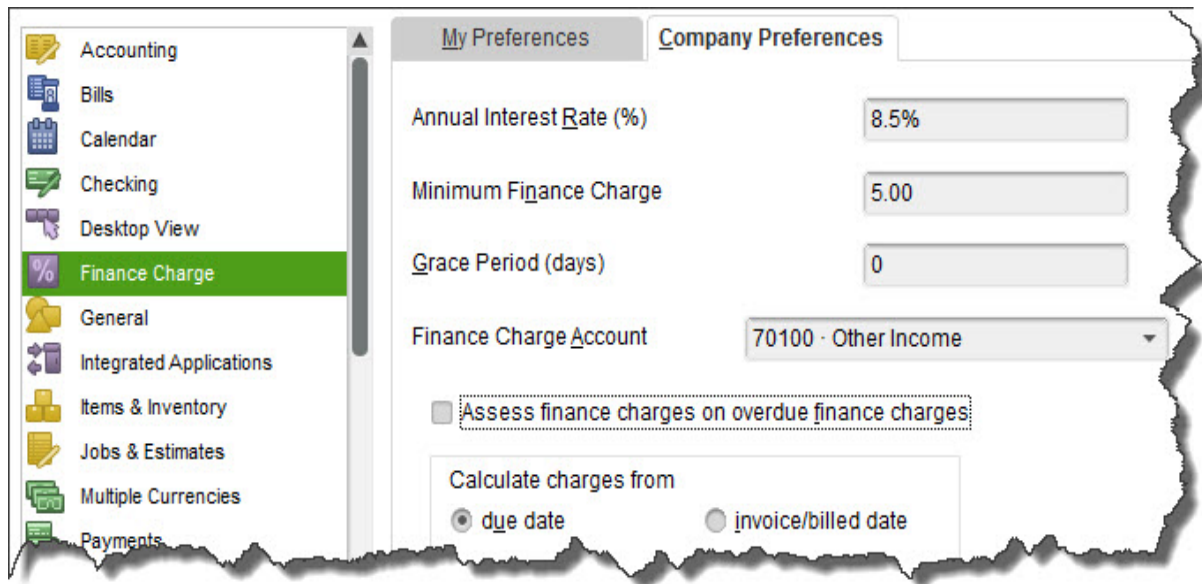 My Preferences
Company Preferences
Accounting
Bills
Calendar
Checking
Desktop View
% Finance Charge
General
Integrated Applications
Items & Inventory
Jobs & Estimates
Multiple Currencies
Payments
Annual Interest Rate (%)
8.5%
Minimum Finance Charge
5.00
Grace Period (days)
0
Finance Charge Account
70100 · Other Income
Assess finance charges on overdue finance charges
Calculate charges from
due date
invoice/billed date